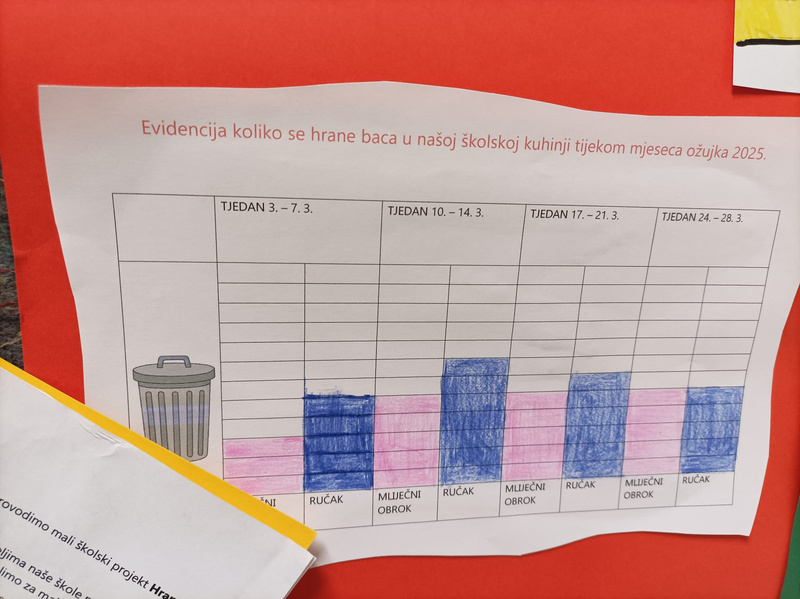 Evidencija koliko se hrane baca u našoj školskoj kuhinji tijekom mjeseca ožujka 2025.
TJEDAN 3. – 7. 3.
TJEDAN 10. – 14. 3.
TJEDAN 17. – 21. 3.
TJEDAN 24. – 28. 3.
RUČAK
MLIJEČNI
OBROK
RUČAK
MLIJEČNI
OBROK
RUČAK
MLIJEČNI
OBROK
RUČAK
rovodimo mali školski projekt
naše škole